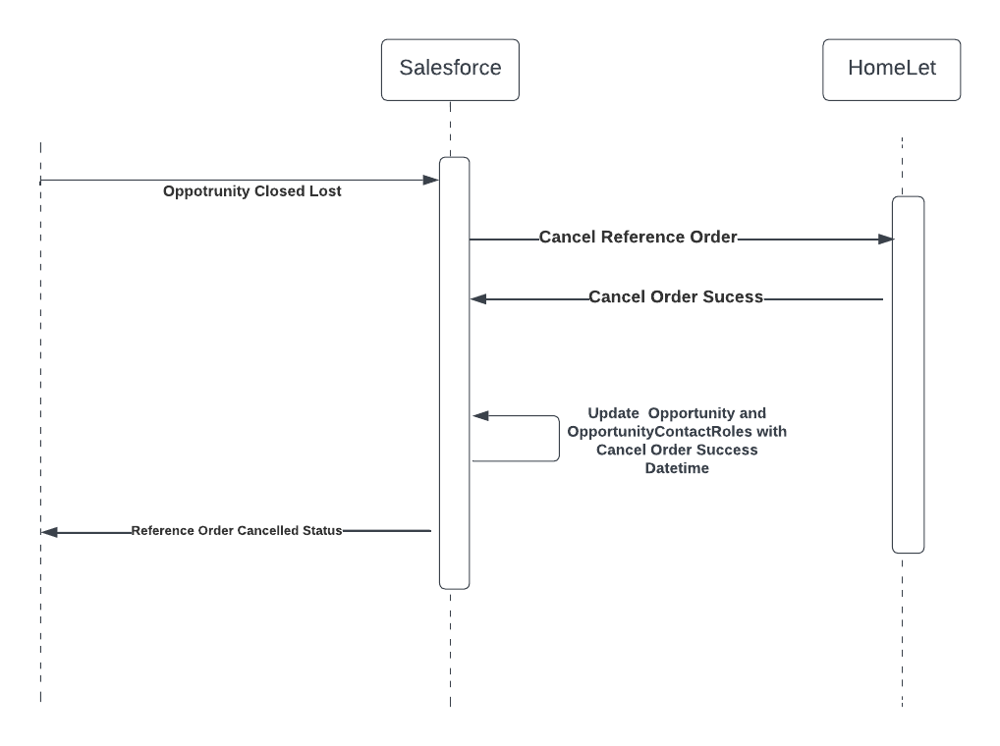 Salesforce
HomeLet
Oppotrunity Closed Lost
Cancel Reference Order
Cancel Order Sucess
Update  Opportunity and
OpportunityContactRoles with
Cancel Order Success
Datetime
Reference Order Cancelled Status